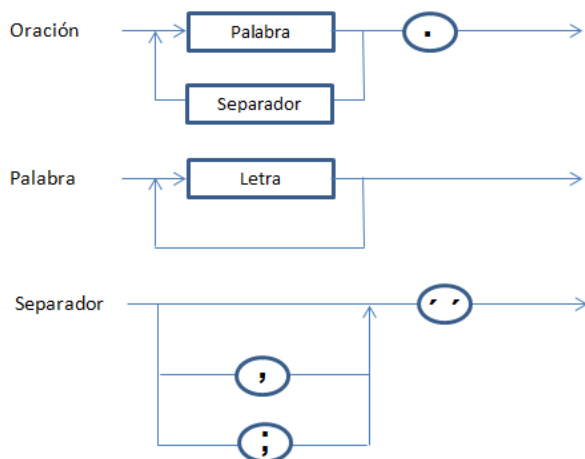 Oración
Palabra
.
Separador
Palabra
Letra
Separador
´ ´
,
;